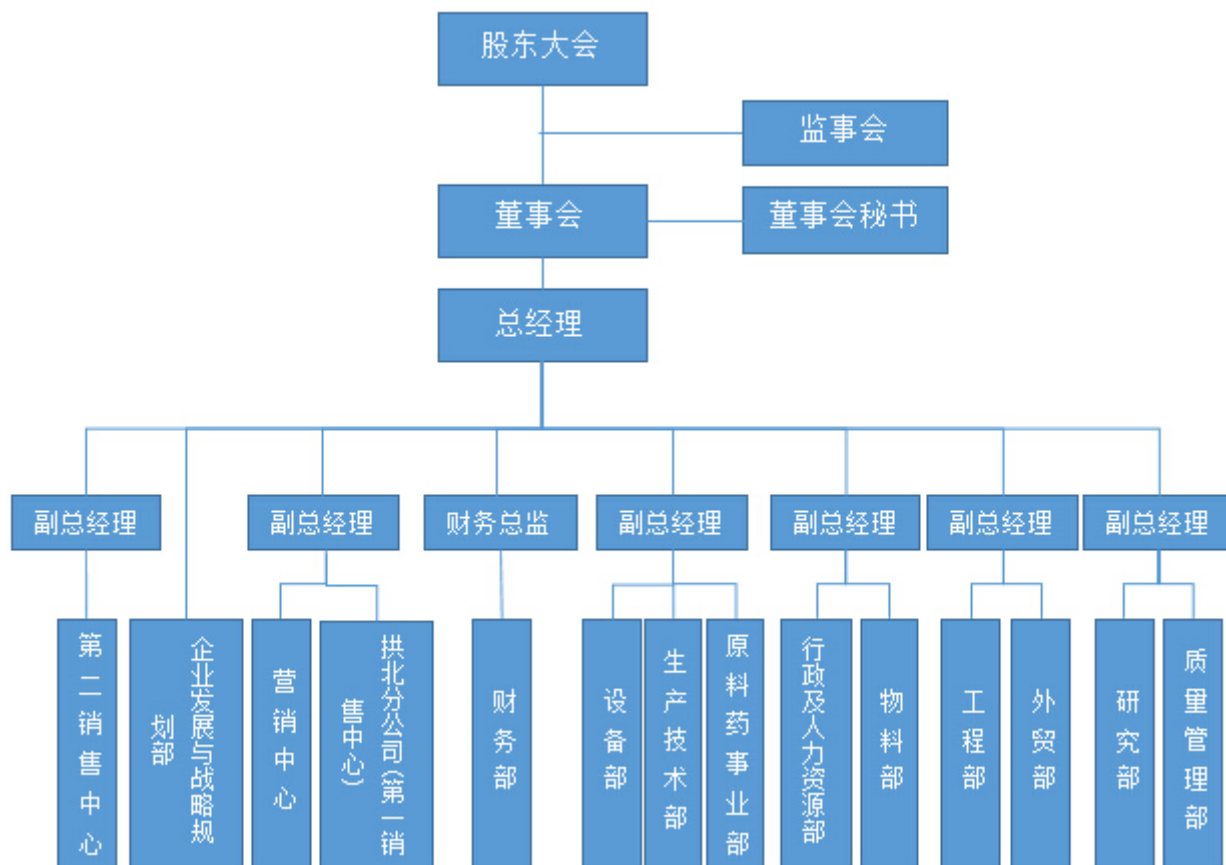 股东大会
监事会
董事会
董事会秘书
总经理
副总经理
副总经理
财务总监
副总经理
副总经理
副总经理
副总经理
第二销售中心
企业发展与战略规
划部
营销中心
拱北分公司(第一销
售中心)
财务部
设备部
生产技术部
原料药事业部
行政及人力资源部
物料部
工程部
外贸部
研究部
质量管理部